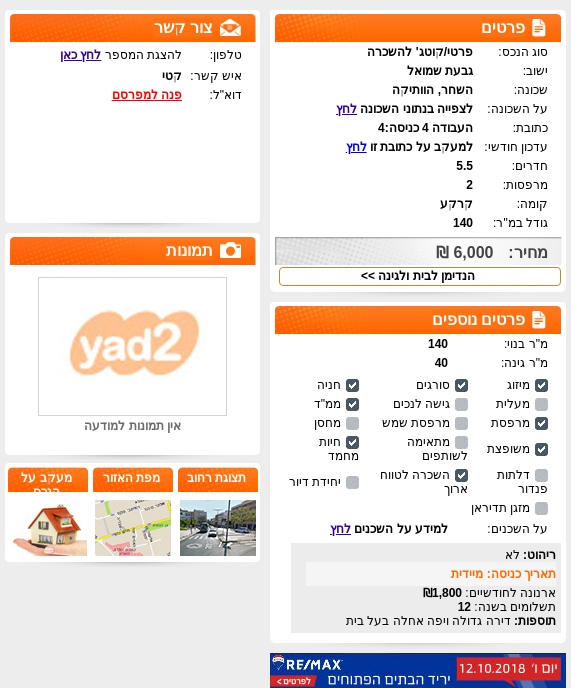 פרטים
סוג הנכס: פרטי/קוטג' להשכרה
ישוב: גבעת שמואל
שכונה: השחר, הוותיקה
על השכונה: לצפייה בנתוני השכונה לחץ
כתובת: העבודה 4 כניסה:4
עדכון חודשי: למעקב על כתובת זו לחץ
חדרים: 5.5
מרפסות: 2
קומה: קרקע
גודל במ"ר: 140
מחיר: 6,000 ₪
הנדימן לבית ולגינה >>
פרטים נוספים
מ"ר בנוי: 140
מ"ר גינה: 40
מיזוג סורגים חניה
מעלית גישה לנכים ממ"ד
מרפסת מרפסת שמש מחסן
משופצת מתאימה לשותפים חיות מחמד
דלתות פנדור השכרה לטווח ארוך יחידת דיור
מזגן תדיראן
על השכנים: למידע על השכנים לחץ
ריהוט: לא
תאריך כניסה: מיידית
ארנונה לחודשיים: 1,800₪
תשלומים בשנה: 12
תוספות: דירה גדולה ויפה אחלה בעל בית
יום ו' 12.10.2018
יריד הבתים הפתוחים
RE/MAX
לפרטים >
צור קשר
טלפון: להצגת המספר לחץ כאן
איש קשר: קטי
דוא"ל: פנה למפרסם
תמונות
yad2
אין תמונות למודעה
תצוגת רחוב
מפת האזור
מעקב על
הנכס